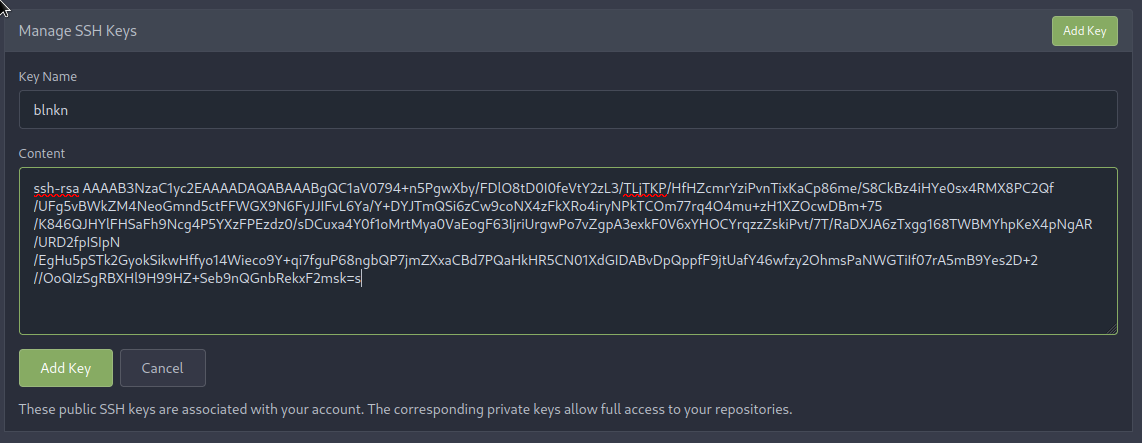 Manage SSH Keys
Add Key
Key Name
blnkn
Content
ssh-rsa AAAAB3NzaC1yc2EAAAADAQABAAABgQC1aV0794+n5PgwXby/FDlO8tD0I0feVtY2zL3/TLjTKP/HfHZcmrYziPvnTixKaCp86me/S8CkBz4iHYe0sx4RMX8PC2Qf
/UFg5vBWkZM4NeoGmnd5ctFFWGX9N6FyJJIFvL6Ya/Y+DYJTmQSi6zCw9coNX4zFkXRo4iryNPkTCOm77rq4O4mu+zH1XZOcwDBm+75
/K846QJHYlFHSaFh9Ncg4P5YXzFPEzdz0/sDCuxa4Y0f1oMrtMya0VaEogF63IjriUrgwPo7vZgpA3exkF0V6xYHOCYrqzzZskiPvt/7T/RaDXJA6zTxgg168TWBMYhpKeX4pNgAR
/URD2fpISIpN
/EgHu5pSTk2GyokSikwHffyo14Wieco9Y+qi7fguP68ngbQP7jmZXxaCBd7PQaHkHR5CN01XdGIDABvDpQppfF9jtUafY46wfzy2OhmsPaNWGTiIf07rA5mB9Yes2D+2
//OoQIzSgRBXHl9H99HZ+Seb9nQGnbRekxF2msk=s
Add Key
Cancel
These public SSH keys are associated with your account. The corresponding private keys allow full access to your repositories.